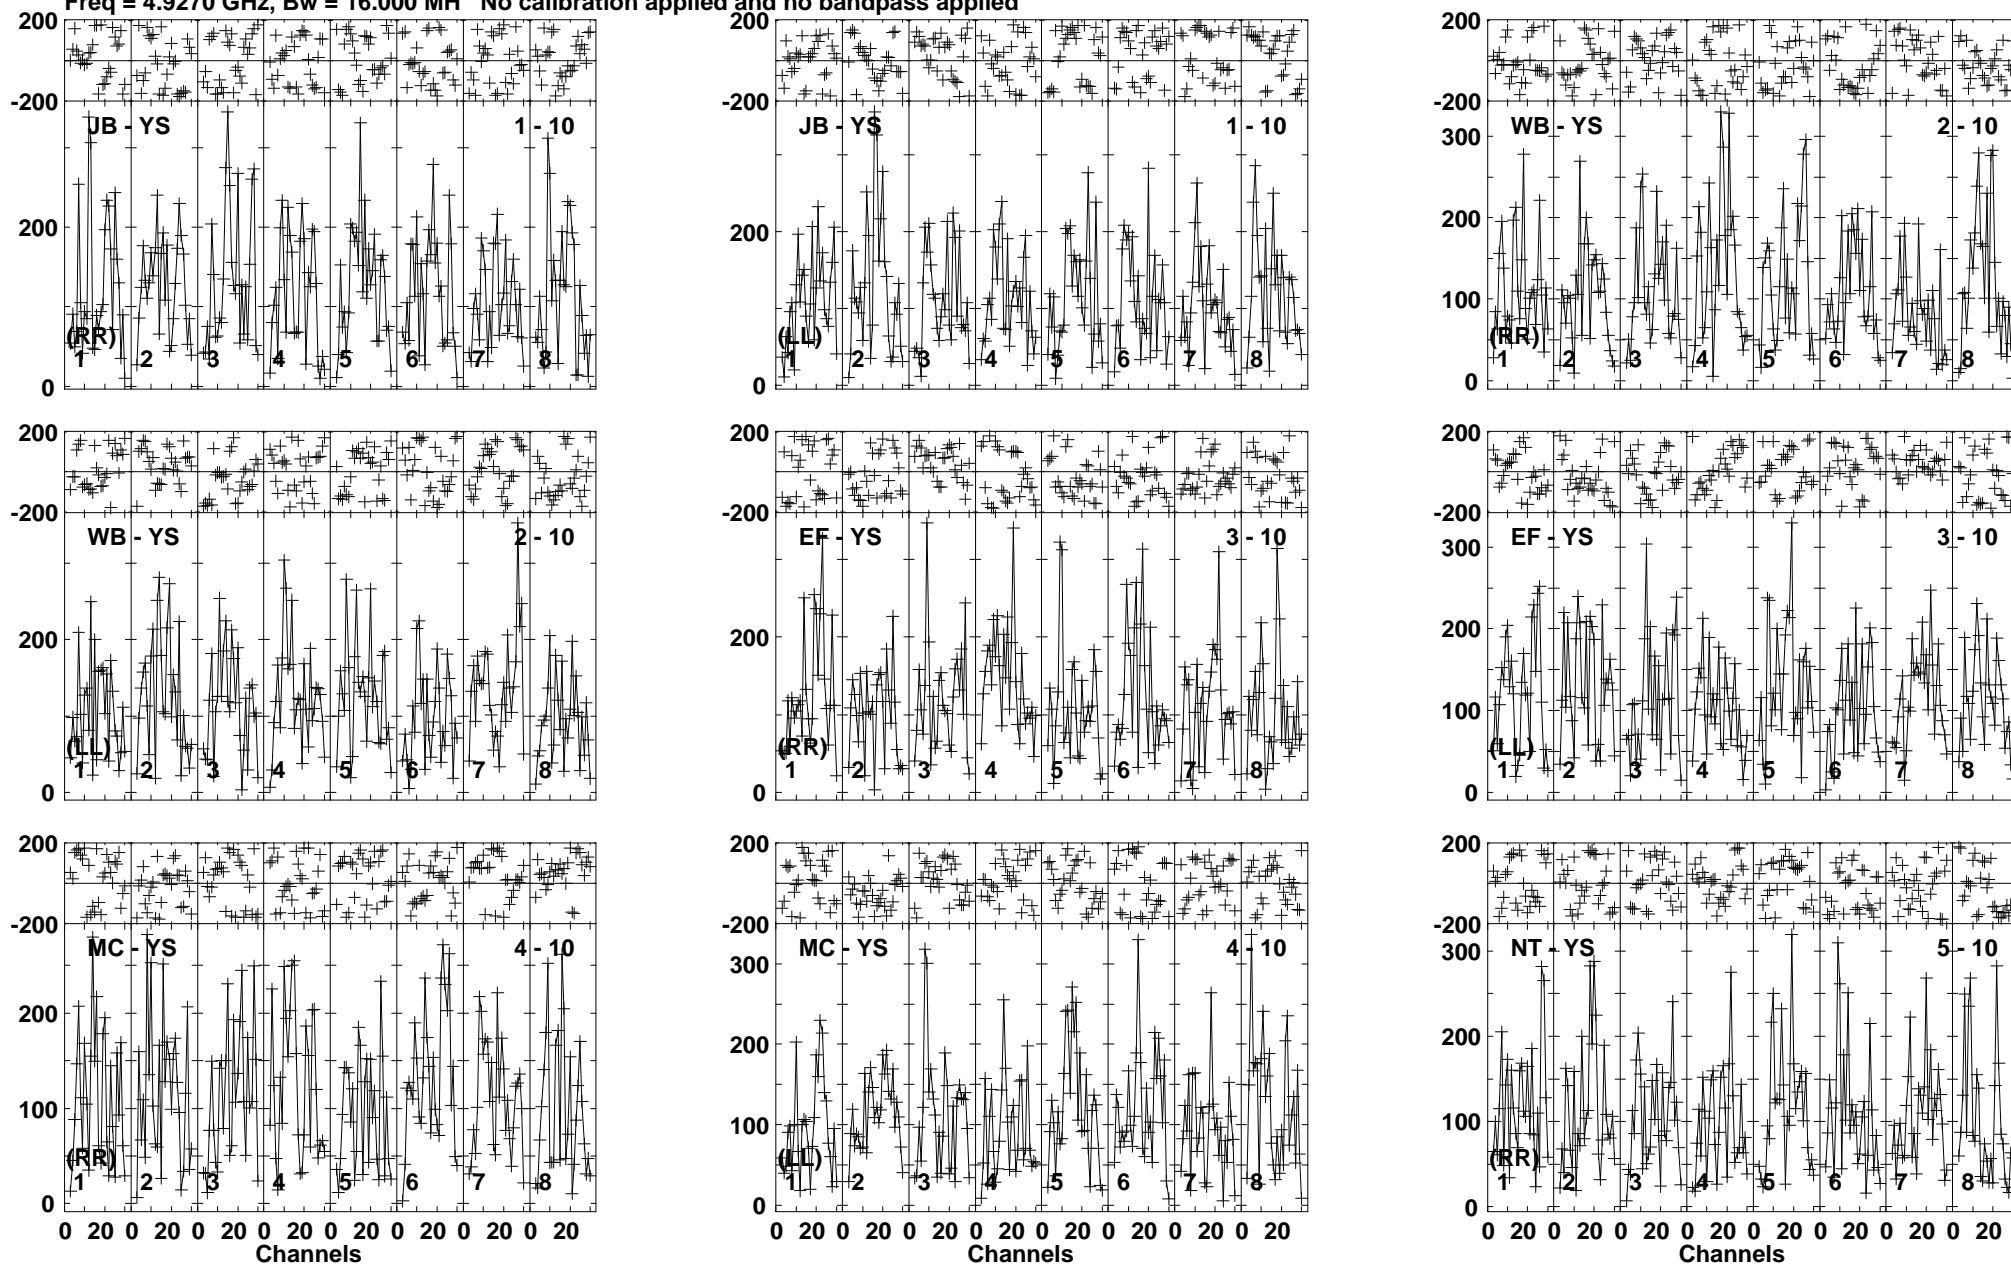 Freq = 4.9270 GHz, Bw = 16.000 MH No calibration applied and no bandpass applied
200 200 200
-200 -200 -200
JB - YS 1 - 10 JB - YS 1 - 10 WB - YS 2 - 10
300
200 200 200
100
(RR) (LL) (RR)
1 2 3 4 5 6 7 8 1 2 3 4 5 6 7 8 1 2 3 4 5 6 7 8
0 0 0
200 200 200
-200 -200 -200
WB - YS 2 - 10 EF - YS 3 - 10 EF - YS 3 - 10
300
200 200 200
100
(LL) (RR) (LL)
1 2 3 4 5 6 7 8 1 2 3 4 5 6 7 8 1 2 3 4 5 6 7 8
0 0 0
200 200 200
-200 -200 -200
MC - YS 4 - 10 MC - YS 4 - 10 NT - YS 5 - 10
300 300
200 200 200
100 100 100
(RR) (LL) (RR)
1 2 3 4 5 6 7 8 1 2 3 4 5 6 7 8 1 2 3 4 5 6 7 8
0 0 0
0 20 0 20 0 20 0 20 0 20 0 20 0 20 0 20 0 20 0 20 0 20 0 20 0 20 0 20 0 20 0 20 0 20 0 20 0 20 0 20 0 20 0 20 0 20 0 20
Channels Channels Channels